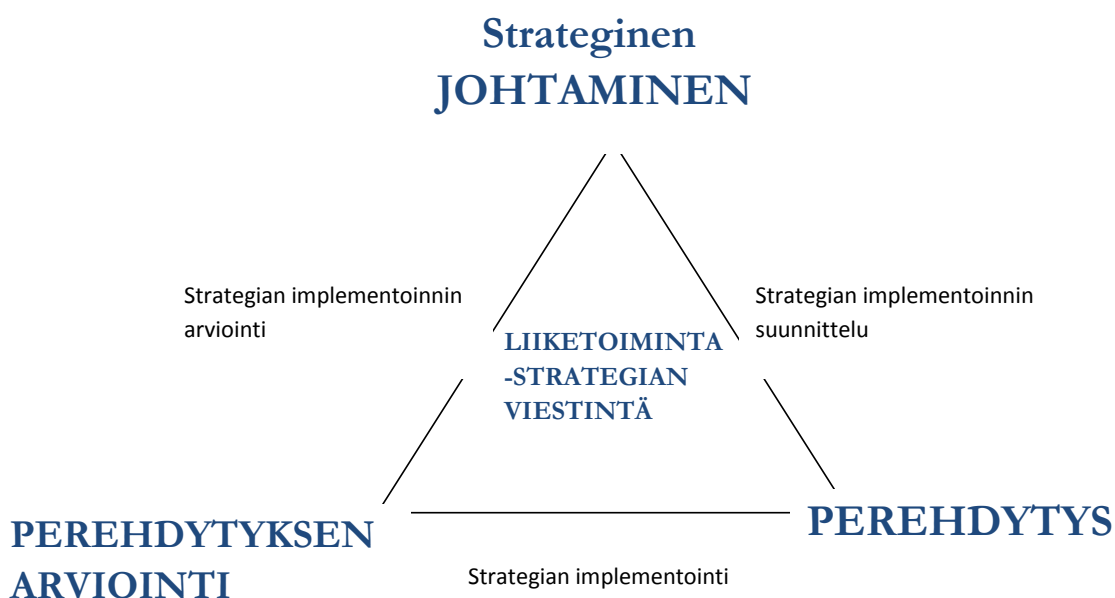 Strateginen
JOHTAMINEN
Strategian implementoinnin
arviointi
Strategian implementoinnin
suunnittelu
LIIKETOIMINTA
-STRATEGIAN
VIESTINTÄ
PEREHDYTYKSEN
ARVIOINTI
PEREHDYTYS
Strategian implementointi